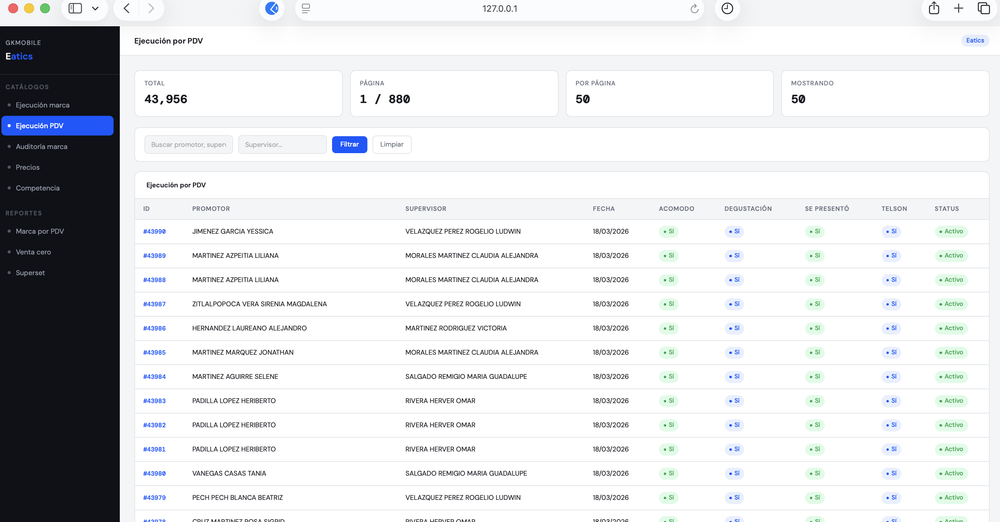 127.0.0.1
GKMOBILE
Eatics
CATÁLOGOS
Ejecución marca
Ejecución PDV
Auditoría marca
Precios
Competencia
REPORTES
Marca por PDV
Venta cero
Superset
Ejecución por PDV
Eatics
TOTAL
43,956
PÁGINA
1 / 880
POR PÁGINA
50
MOSTRANDO
50
Buscar promotor, superv
Supervisor...
Filtrar
Limpiar
Ejecución por PDV
ID PROMOTOR SUPERVISOR FECHA ACOMODO DEGUSTACIÓN SE PRESENTÓ TELSON STATUS
#43990 JIMENEZ GARCIA YESSICA VELAZQUEZ PEREZ ROGELIO LUDWIN 18/03/2026 Sí Sí Sí Sí Activo
#43989 MARTINEZ AZPEITIA LILIANA MORALES MARTINEZ CLAUDIA ALEJANDRA 18/03/2026 Sí Sí Sí Sí Activo
#43988 MARTINEZ AZPEITIA LILIANA MORALES MARTINEZ CLAUDIA ALEJANDRA 18/03/2026 Sí Sí Sí Sí Activo
#43987 ZITLALPOPOCA VERA SIRENIA MAGDALENA VELAZQUEZ PEREZ ROGELIO LUDWIN 18/03/2026 Sí Sí Sí Sí Activo
#43986 HERNANDEZ LAUREANO ALEJANDRO MARTINEZ RODRIGUEZ VICTORIA 18/03/2026 Sí Sí Sí Sí Activo
#43985 MARTINEZ MARQUEZ JONATHAN MORALES MARTINEZ CLAUDIA ALEJANDRA 18/03/2026 Sí Sí Sí Sí Activo
#43984 MARTINEZ AGUIRRE SELENE SALGADO REMIGIO MARIA GUADALUPE 18/03/2026 Sí Sí Sí Sí Activo
#43983 PADILLA LOPEZ HERIBERTO RIVERA HERVER OMAR 18/03/2026 Sí Sí Sí Sí Activo
#43982 PADILLA LOPEZ HERIBERTO RIVERA HERVER OMAR 18/03/2026 Sí Sí Sí Sí Activo
#43981 PADILLA LOPEZ HERIBERTO RIVERA HERVER OMAR 18/03/2026 Sí Sí Sí Sí Activo
#43980 VANEGAS CASAS TANIA SALGADO REMIGIO MARIA GUADALUPE 18/03/2026 Sí Sí Sí Sí Activo
#43979 PECH PECH BLANCA BEATRIZ VELAZQUEZ PEREZ ROGELIO LUDWIN 18/03/2026 Sí Sí Sí Sí Activo
#43978 CRUZ MARTINEZ ROSA SIGRID RIVERA HERVER OMAR 18/03/2026 Sí Sí Sí Sí Activo